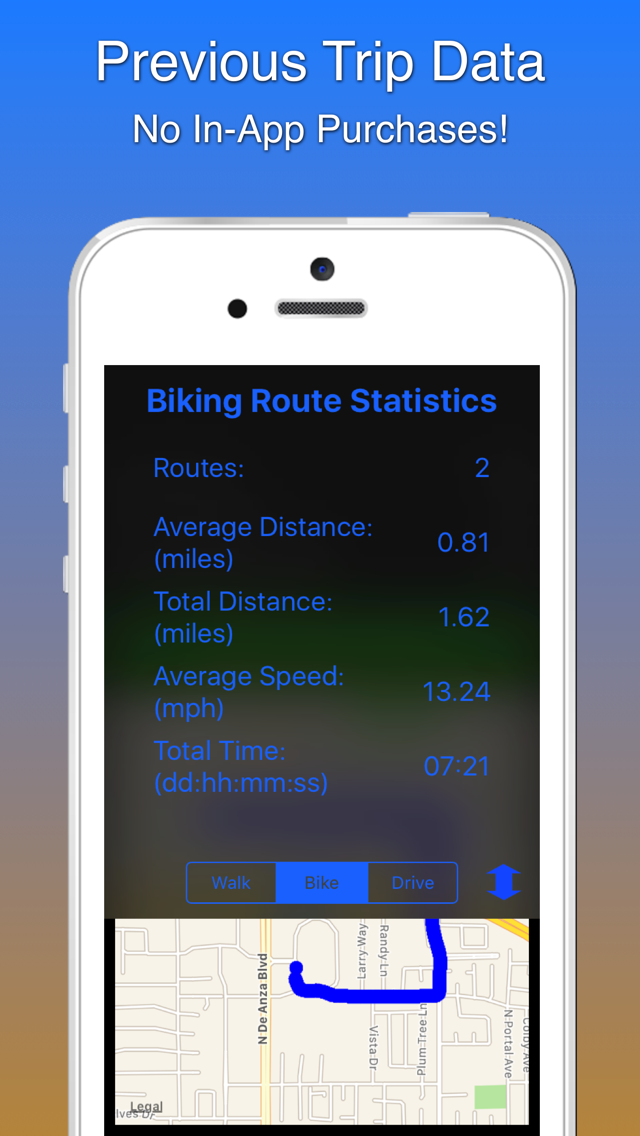 Previous Trip Data
No In-App Purchases!
Biking Route Statistics
Routes: 2
Average Distance:
(miles) 0.81
Total Distance:
(miles) 1.62
Average Speed:
(mph) 13.24
Total Time:
(dd:hh:mm:ss) 07:21
Walk Bike Drive
N De Anza Blvd
Larry Way
Randy Ln
Vista Dr
Plum Tree Ln
N Portal Ave
Colby Ave
Legal
lves Dr